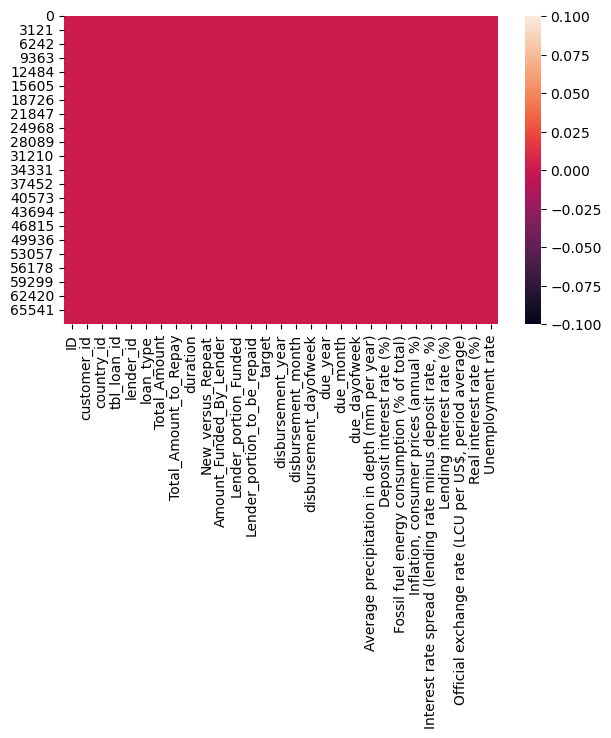 0
3121
6242
9363
12484
15605
18726
21847
24968
28089
31210
34331
37452
40573
43694
46815
49936
53057
56178
59299
62420
65541
0.100
0.075
0.050
0.025
0.000
−0.025
−0.050
−0.075
−0.100
ID
customer_id
country_id
tbl_loan_id
lender_id
loan_type
Total_Amount
Total_Amount_to_Repay
duration
New_versus_Repeat
Amount_Funded_By_Lender
Lender_portion_Funded
Lender_portion_to_be_repaid
target
disbursement_year
disbursement_month
disbursement_dayofweek
due_year
due_month
due_dayofweek
Average precipitation in depth (mm per year)
Deposit interest rate (%)
Fossil fuel energy consumption (% of total)
Inflation, consumer prices (annual %)
Interest rate spread (lending rate minus deposit rate, %)
Lending interest rate (%)
Official exchange rate (LCU per US$, period average)
Real interest rate (%)
Unemployment rate